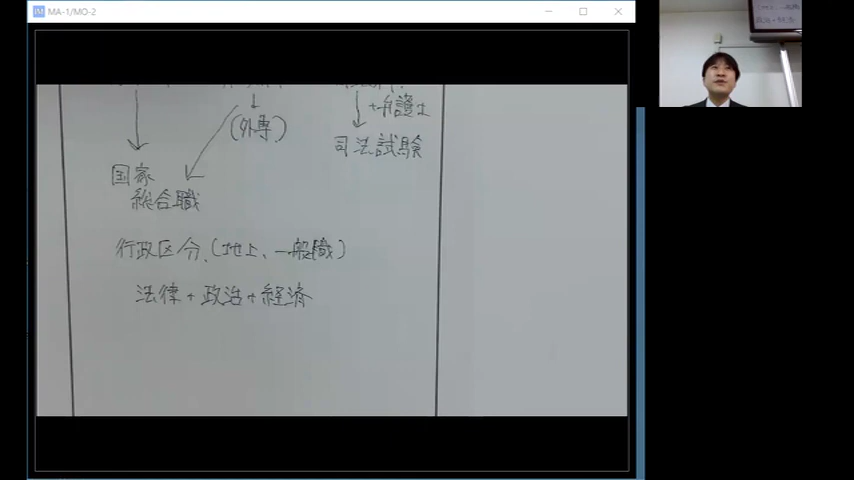 MA-1/MO-2
+弁護士
(外専)
司法試験
国家
総合職
行政区分、(地上、一般職)
法律+政治+経済